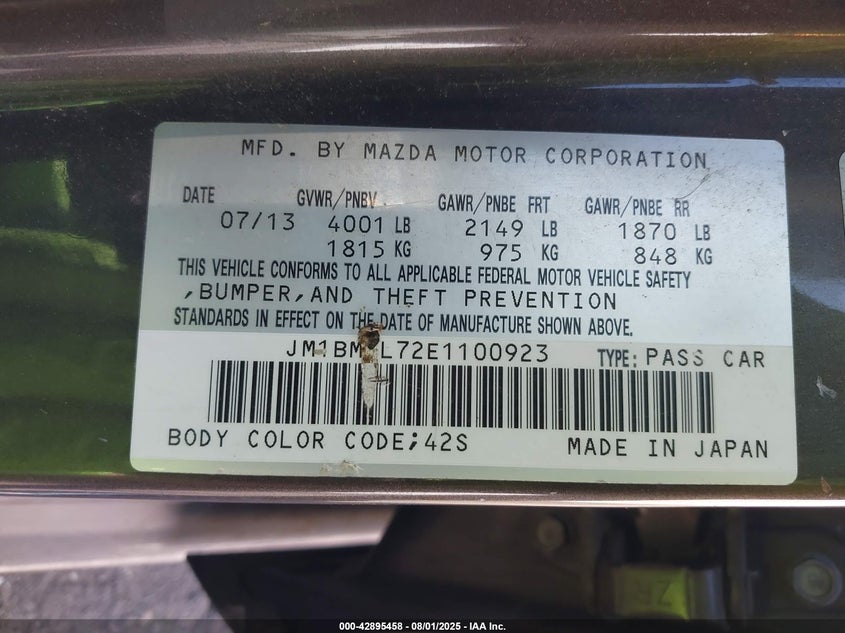 MFD. BY MAZDA MOTOR CORPORATION
DATE GVWR/PNBV GAWR/PNBE FRT GAWR/PNBE RR
07/13 4001 LB 2149 LB 1870 LB
1815 KG 975 KG 848 KG
THIS VEHICLE CONFORMS TO ALL APPLICABLE FEDERAL MOTOR VEHICLE SAFETY
,BUMPER,AND THEFT PREVENTION
STANDARDS IN EFFECT ON THE DATE OF MANUFACTURE SHOWN ABOVE.
TYPE: PASS CAR
BODY COLOR CODE;42S MADE IN JAPAN
000-42895458 - 08/01/2025 - IAA Inc.